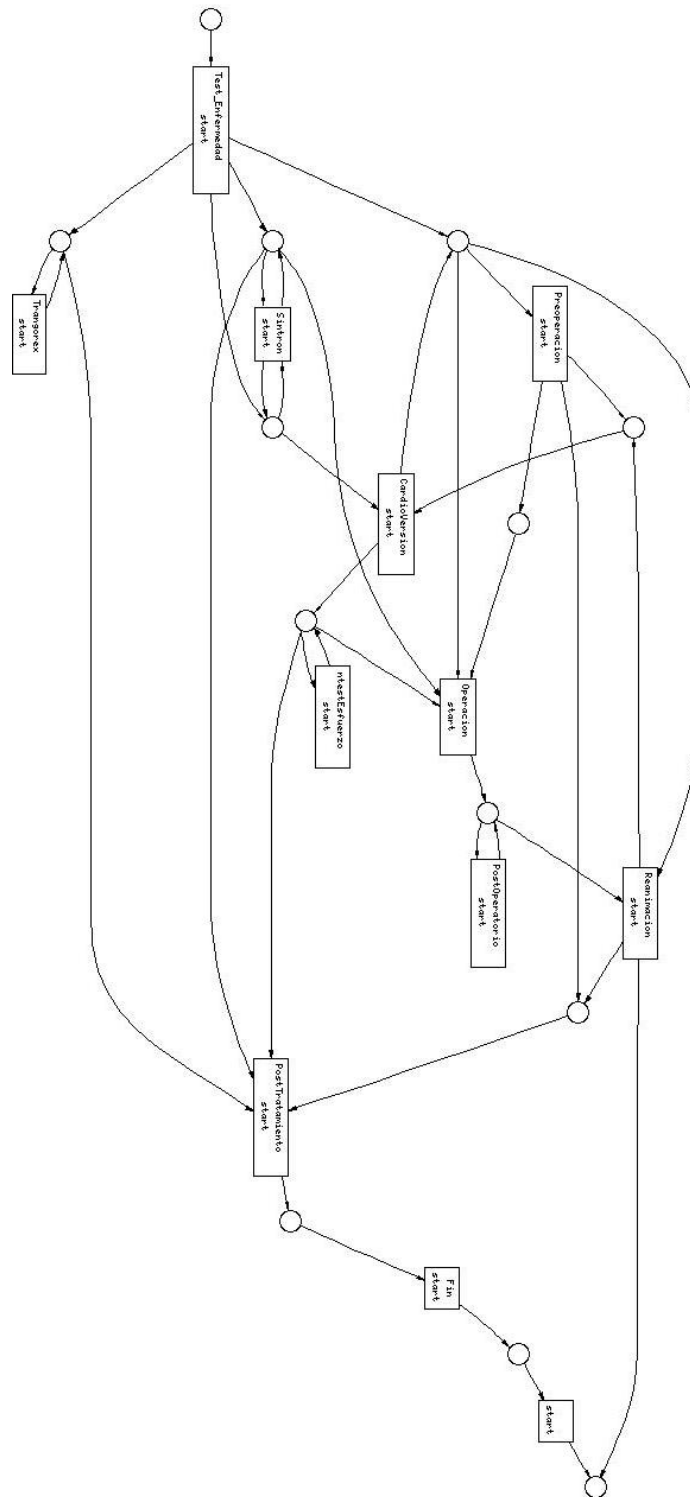 Test_Enfermedad
start
Preoperacion
start
Trangorex
start
Sintron
start
CardioVersion
start
ntestEsfuerzo
start
Operacion
start
PostOperatorio
start
Reanimacion
start
PostTratamiento
start
Fin
start
start